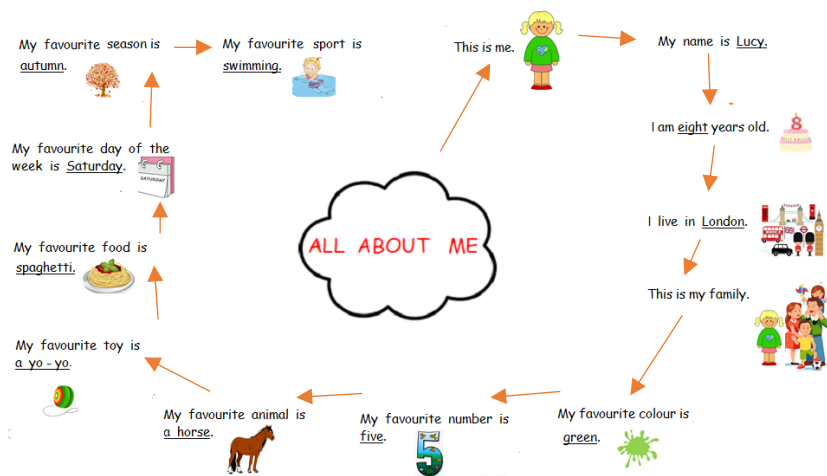 ALL ABOUT ME
This is me.
My name is Lucy.
I am eight years old.
8
I live in London.
This is my family.
My favourite colour is
green.
My favourite number is
five.
5
My favourite animal is
a horse.
My favourite toy is
a yo - yo.
My favourite food is
spaghetti.
My favourite day of the
week is Saturday.
SATURDAY
My favourite season is
autumn.
My favourite sport is
swimming.